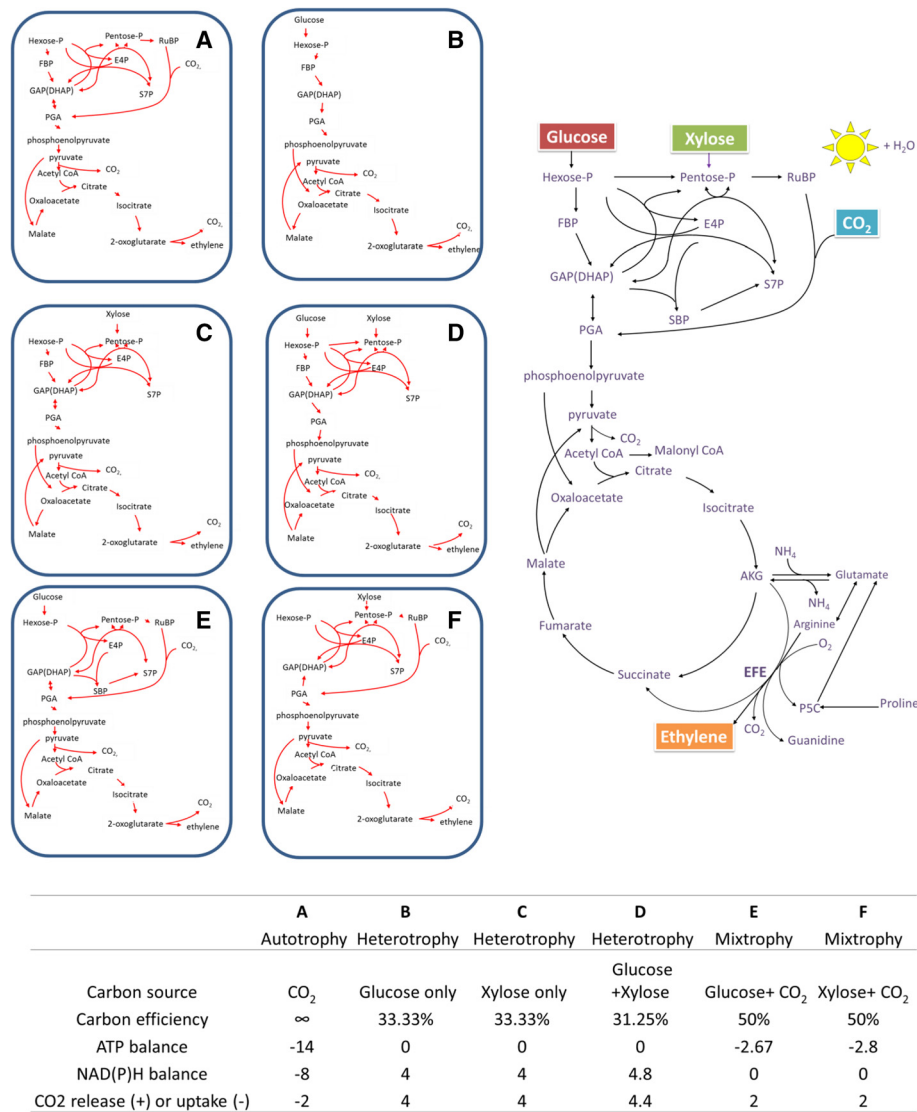 A
Hexose-P
Pentose-P
RuBP
FBP
E4P
CO2,
GAP(DHAP)
S7P
PGA
phosphoenolpyruvate
pyruvate
CO2,
Acetyl CoA
Citrate
Oxaloacetate
Isocitrate
Malate
2-oxoglutarate
CO2,
ethylene
B
Glucose
Hexose-P
FBP
GAP(DHAP)
PGA
phosphoenolpyruvate
pyruvate
CO2,
Acetyl CoA
Citrate
Oxaloacetate
Isocitrate
Malate
2-oxoglutarate
CO2,
ethylene
C
Xylose
Hexose-P
Pentose-P
FBP
E4P
GAP(DHAP)
S7P
PGA
phosphoenolpyruvate
pyruvate
CO2,
Acetyl CoA
Citrate
Oxaloacetate
Isocitrate
Malate
2-oxoglutarate
CO2
ethylene
D
Glucose
Xylose
Hexose-P
Pentose-P
FBP
E4P
GAP(DHAP)
S7P
PGA
phosphoenolpyruvate
pyruvate
CO2,
Acetyl CoA
Citrate
Oxaloacetate
Isocitrate
Malate
2-oxoglutarate
CO2
ethylene
E
Glucose
Hexose-P
Pentose-P
RuBP
E4P
CO2,
GAP(DHAP)
S7P
SBP
PGA
phosphoenolpyruvate
pyruvate
CO2,
Acetyl CoA
Citrate
Oxaloacetate
Isocitrate
Malate
2-oxoglutarate
CO2
ethylene
F
Xylose
Hexose-P
Pentose-P
RuBP
E4P
CO2,
GAP(DHAP)
S7P
PGA
phosphoenolpyruvate
pyruvate
CO2,
Acetyl CoA
Citrate
Oxaloacetate
Isocitrate
Malate
2-oxoglutarate
CO2
ethylene
Glucose
Xylose
+ H2O
Hexose-P
Pentose-P
RuBP
FBP
E4P
CO2
GAP(DHAP)
S7P
SBP
PGA
phosphoenolpyruvate
pyruvate
CO2
Acetyl CoA
Malonyl CoA
Citrate
Oxaloacetate
Isocitrate
NH4
Malate
AKG
Glutamate
NH4
Fumarate
Arginine
O2
Succinate
EFE
P5C
Proline
Ethylene
CO2
Guanidine
A B C D E F
Autotrophy Heterotrophy Heterotrophy Heterotrophy Mixtrophy Mixtrophy
Glucose
Carbon source CO2 Glucose only Xylose only +Xylose Glucose+ CO2 Xylose+ CO2
Carbon efficiency ∞ 33.33% 33.33% 31.25% 50% 50%
ATP balance -14 0 0 0 -2.67 -2.8
NAD(P)H balance -8 4 4 4.8 0 0
CO2 release (+) or uptake (-) -2 4 4 4.4 2 2